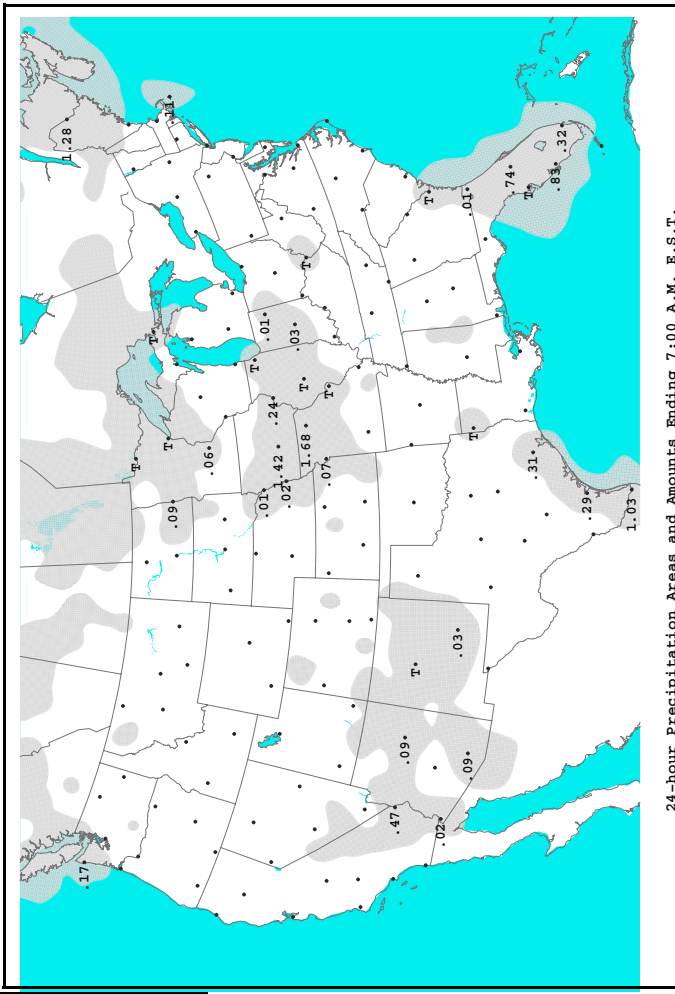 1.28
.17
T
T
T
.11
.09
.06
T
.01
.01
.24
1.42
.02
.03
T
1.68
T
.07
T
.47
.09
T
T
.02
.03
.01
.09
T
.74
T
.31
.83
.32
.29
1.03
24-hour Precipitation Areas and Amounts Ending 7:00 A.M. E.S.T.